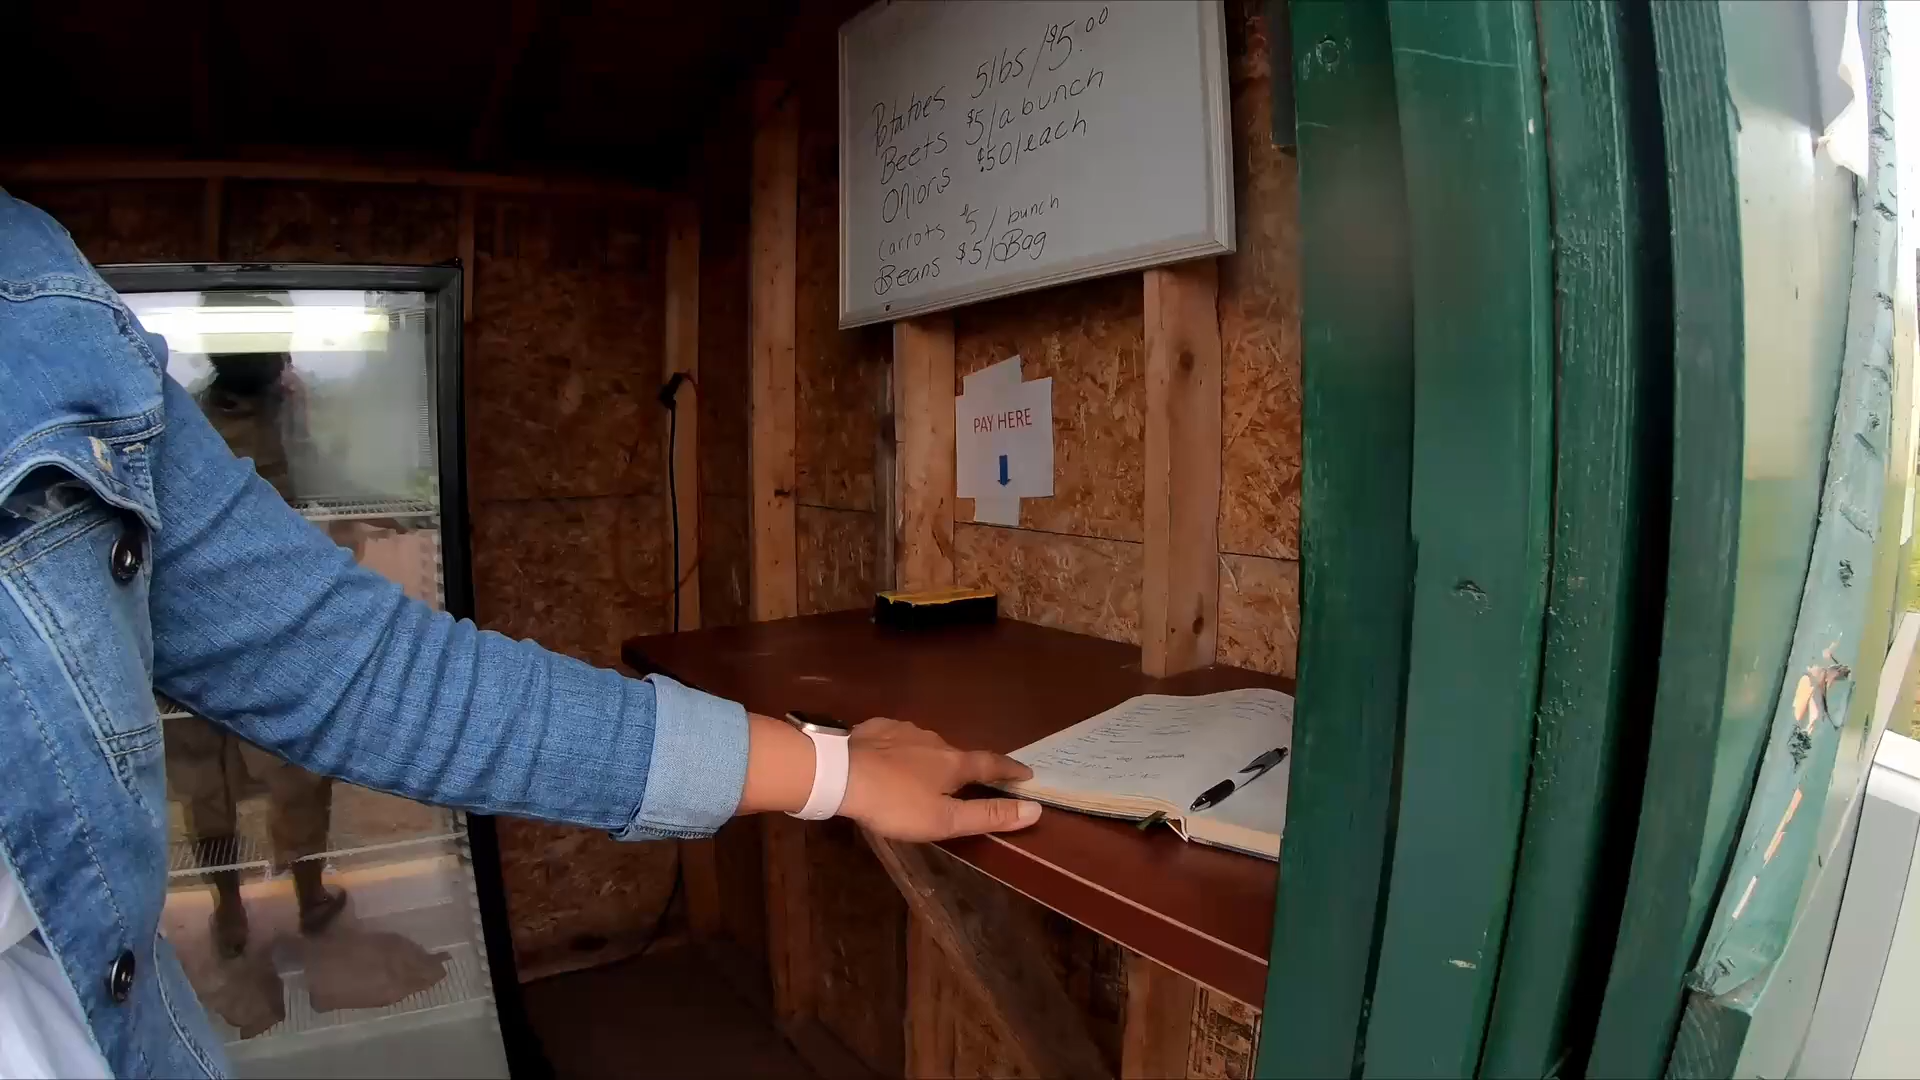 Potatoes 5lbs/$5.00
Beets $5/a bunch
Onions $.50/each
Carrots $5/ bunch
Beans $5/Bag
PAY HERE